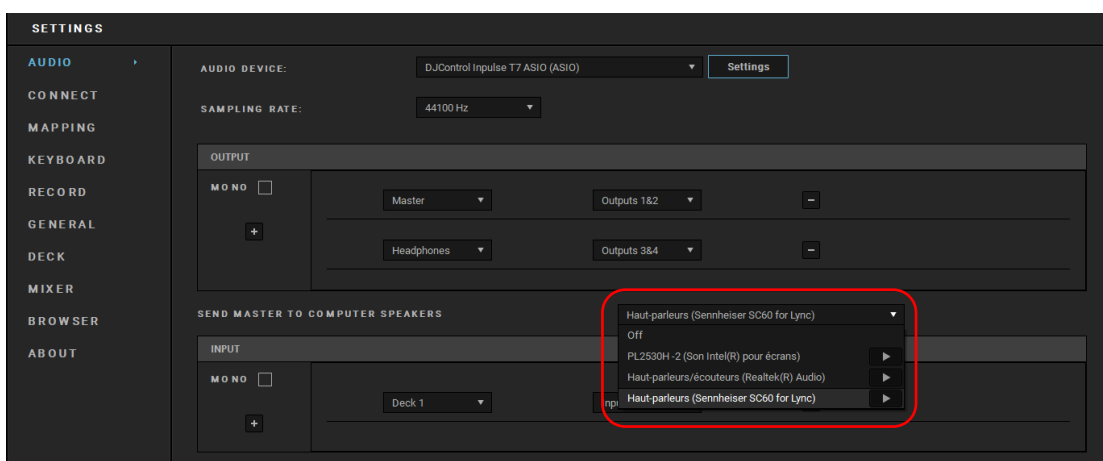 SETTINGS
AUDIO
CONNECT
MAPPING
KEYBOARD
RECORD
GENERAL
DECK
MIXER
BROWSER
ABOUT
AUDIO DEVICE: DJControl Inpulse T7 ASIO (ASIO) Settings
SAMPLING RATE: 44100 Hz
OUTPUT
MONO
+
Master Outputs 1&2 −
Headphones Outputs 3&4 −
SEND MASTER TO COMPUTER SPEAKERS Haut-parleurs (Sennheiser SC60 for Lync)
Off
PL2530H -2 (Son Intel(R) pour écrans)
Haut-parleurs/écouteurs (Realtek(R) Audio)
Haut-parleurs (Sennheiser SC60 for Lync)
INPUT
MONO
+
Deck 1